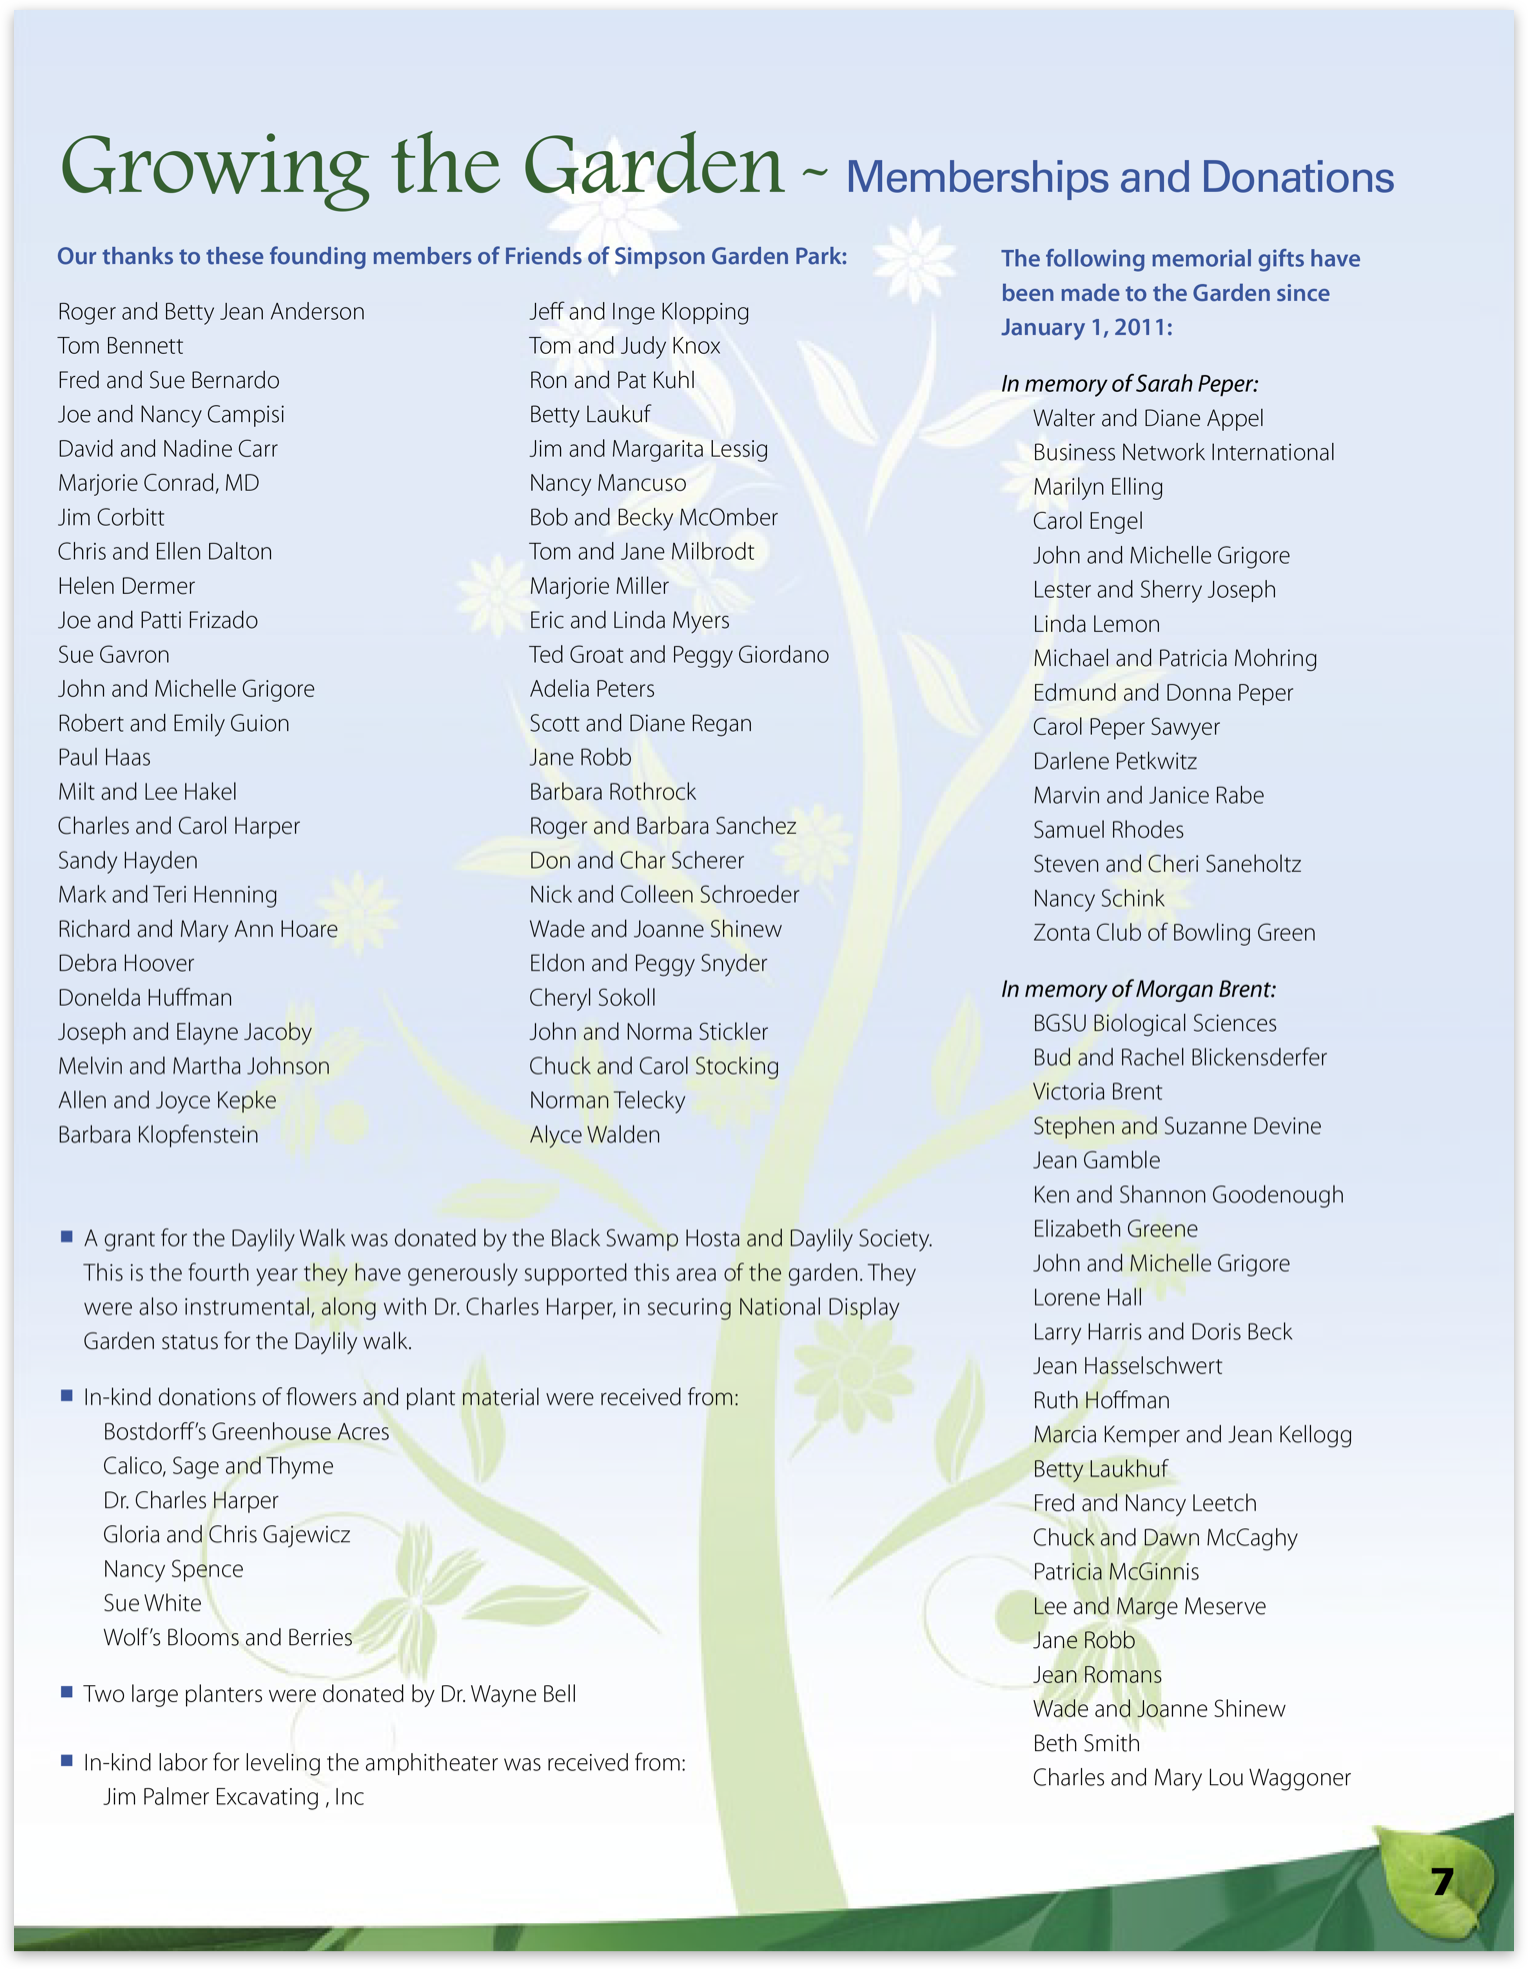 Growing the Garden ~ Memberships and Donations
Our thanks to these founding members of Friends of Simpson Garden Park:
Roger and Betty Jean Anderson
Tom Bennett
Fred and Sue Bernardo
Joe and Nancy Campisi
David and Nadine Carr
Marjorie Conrad, MD
Jim Corbitt
Chris and Ellen Dalton
Helen Dermer
Joe and Patti Frizado
Sue Gavron
John and Michelle Grigore
Robert and Emily Guion
Paul Haas
Milt and Lee Hakel
Charles and Carol Harper
Sandy Hayden
Mark and Teri Henning
Richard and Mary Ann Hoare
Debra Hoover
Donelda Huffman
Joseph and Elayne Jacoby
Melvin and Martha Johnson
Allen and Joyce Kepke
Barbara Klopfenstein
Jeff and Inge Klopping
Tom and Judy Knox
Ron and Pat Kuhl
Betty Laukuf
Jim and Margarita Lessig
Nancy Mancuso
Bob and Becky McOmber
Tom and Jane Milbrodt
Marjorie Miller
Eric and Linda Myers
Ted Groat and Peggy Giordano
Adelia Peters
Scott and Diane Regan
Jane Robb
Barbara Rothrock
Roger and Barbara Sanchez
Don and Char Scherer
Nick and Colleen Schroeder
Wade and Joanne Shinew
Eldon and Peggy Snyder
Cheryl Sokoll
John and Norma Stickler
Chuck and Carol Stocking
Norman Telecky
Alyce Walden
■ A grant for the Daylily Walk was donated by the Black Swamp Hosta and Daylily Society.
This is the fourth year they have generously supported this area of the garden. They
were also instrumental, along with Dr. Charles Harper, in securing National Display
Garden status for the Daylily walk.
■ In-kind donations of flowers and plant material were received from:
Bostdorff's Greenhouse Acres
Calico, Sage and Thyme
Dr. Charles Harper
Gloria and Chris Gajewicz
Nancy Spence
Sue White
Wolf's Blooms and Berries
■ Two large planters were donated by Dr. Wayne Bell
■ In-kind labor for leveling the amphitheater was received from:
Jim Palmer Excavating , Inc
The following memorial gifts have
been made to the Garden since
January 1, 2011:
In memory of Sarah Peper:
Walter and Diane Appel
Business Network International
Marilyn Elling
Carol Engel
John and Michelle Grigore
Lester and Sherry Joseph
Linda Lemon
Michael and Patricia Mohring
Edmund and Donna Peper
Carol Peper Sawyer
Darlene Petkwitz
Marvin and Janice Rabe
Samuel Rhodes
Steven and Cheri Saneholtz
Nancy Schink
Zonta Club of Bowling Green
In memory of Morgan Brent:
BGSU Biological Sciences
Bud and Rachel Blickensderfer
Victoria Brent
Stephen and Suzanne Devine
Jean Gamble
Ken and Shannon Goodenough
Elizabeth Greene
John and Michelle Grigore
Lorene Hall
Larry Harris and Doris Beck
Jean Hasselschwert
Ruth Hoffman
Marcia Kemper and Jean Kellogg
Betty Laukhuf
Fred and Nancy Leetch
Chuck and Dawn McCaghy
Patricia McGinnis
Lee and Marge Meserve
Jane Robb
Jean Romans
Wade and Joanne Shinew
Beth Smith
Charles and Mary Lou Waggoner
7